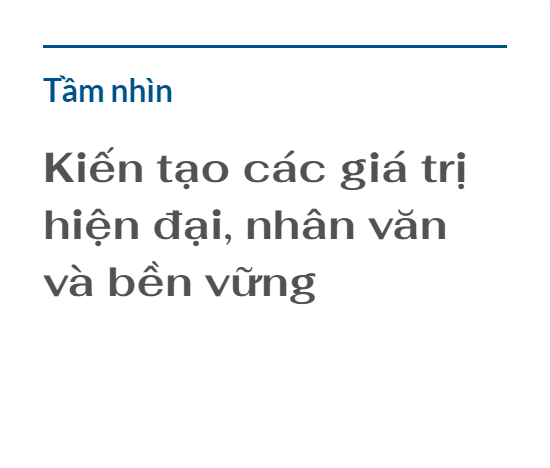 Tầm nhìn
Kiến tạo các giá trị
hiện đại, nhân văn
và bền vững